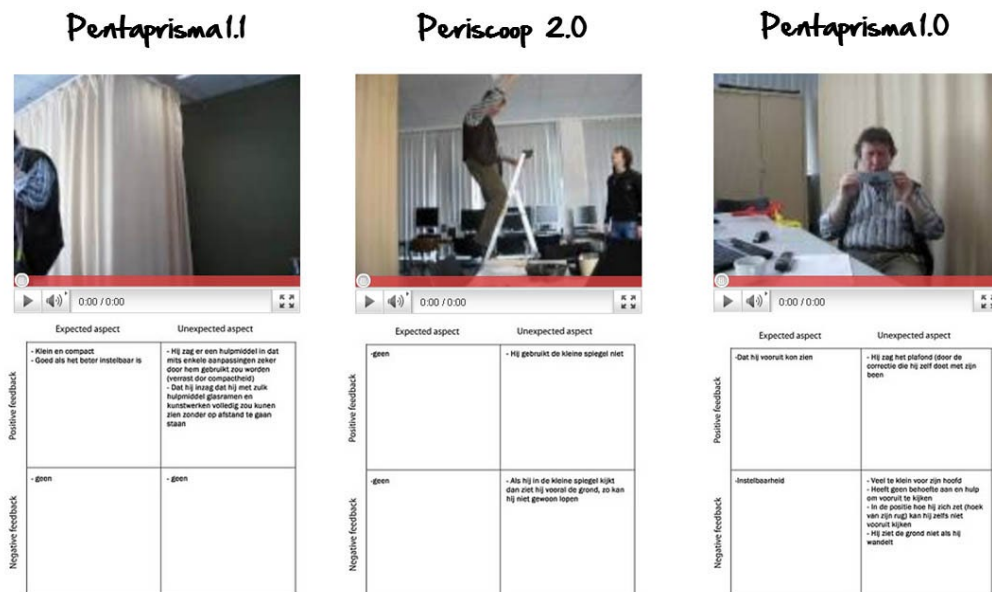 Pentaprisma1.1
Periscoop 2.0
Pentaprisma1.0
0:00 / 0:00
0:00 / 0:00
0:00 / 0:00
Expected aspect
Unexpected aspect
Positive feedback
- Klein en compact
- Goed als het beter instelbaar is
- Hij zag er een hulpmiddel in dat
mits enkele aanpassingen zeker
door hem gebruikt zou worden
(verrast dor compactheid)
- Dat hij inzag dat hij met zulk
hulpmiddel glasramen en
kunstwerken volledig zou kunen
zien zonder op afstand te gaan
staan
Negative feedback
- geen
- geen
Expected aspect
Unexpected aspect
Positive feedback
-geen
- Hij gebruikt de kleine spiegel niet
Negative feedback
-geen
- Als hij in de kleine spiegel kijkt
dan ziet hij vooral de grond, zo kan
hij niet gewoon lopen
Expected aspect
Unexpected aspect
Positive feedback
-Dat hij vooruit kon zien
- Hij zag het plafond (door de
correctie die hij zelf doet met zijn
been
Negative feedback
-Instelbaarheid
- Veel te klein voor zijn hoofd
- Heeft geen behoefte aan en hulp
om vooruit te kijken
- In de positie hoe hij zich zet (hoek
van zijn rug) kan hij zelfs niet
vooruit kijken
- Hij ziet de grond niet als hij
wandelt